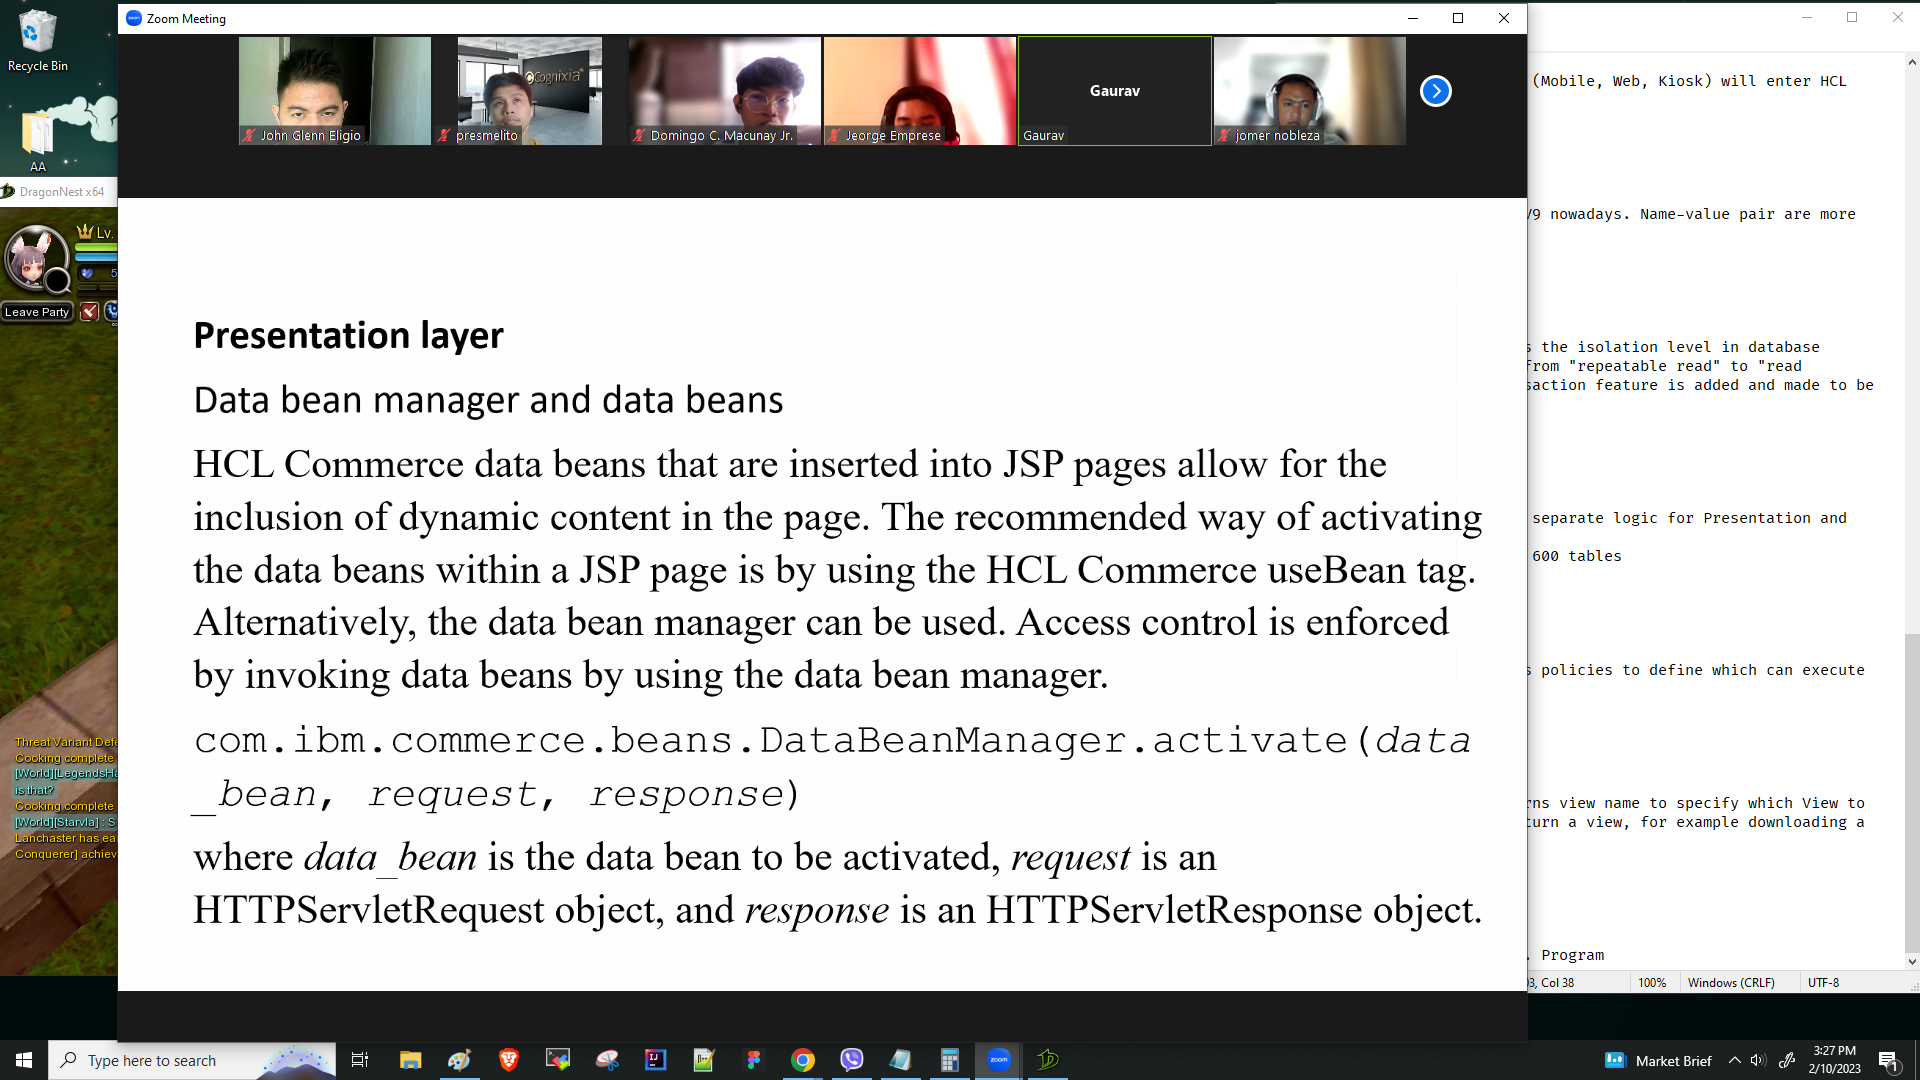 Recycle Bin
AA
DragonNest x64
Lv.
5
Leave Party
Threat Variant Defe
Cooking complete
[World][LegendsHa
is that?
Cooking complete
[World][Starvla] : S
Lanchaster has ea
Conquerer] achiev
Zoom Meeting
John Glenn Eligio
Cognixia
presmelito
Domingo C. Macunay Jr.
Jeorge Emprese
Gaurav
Gaurav
jomer nobleza
Presentation layer
Data bean manager and data beans
HCL Commerce data beans that are inserted into JSP pages allow for the
inclusion of dynamic content in the page. The recommended way of activating
the data beans within a JSP page is by using the HCL Commerce useBean tag.
Alternatively, the data bean manager can be used. Access control is enforced
by invoking data beans by using the data bean manager.
com.ibm.commerce.beans.DataBeanManager.activate(data
_bean, request, response)
where data_bean is the data bean to be activated, request is an
HTTPServletRequest object, and response is an HTTPServletResponse object.
(Mobile, Web, Kiosk) will enter HCL
/9 nowadays. Name-value pair are more
s the isolation level in database
from "repeatable read" to "read
saction feature is added and made to be
separate logic for Presentation and
600 tables
s policies to define which can execute
rns view name to specify which View to
turn a view, for example downloading a
. Program
3, Col 38
100%
Windows (CRLF)
UTF-8
Type here to search
zoom
Market Brief
3:27 PM
2/10/2023
1